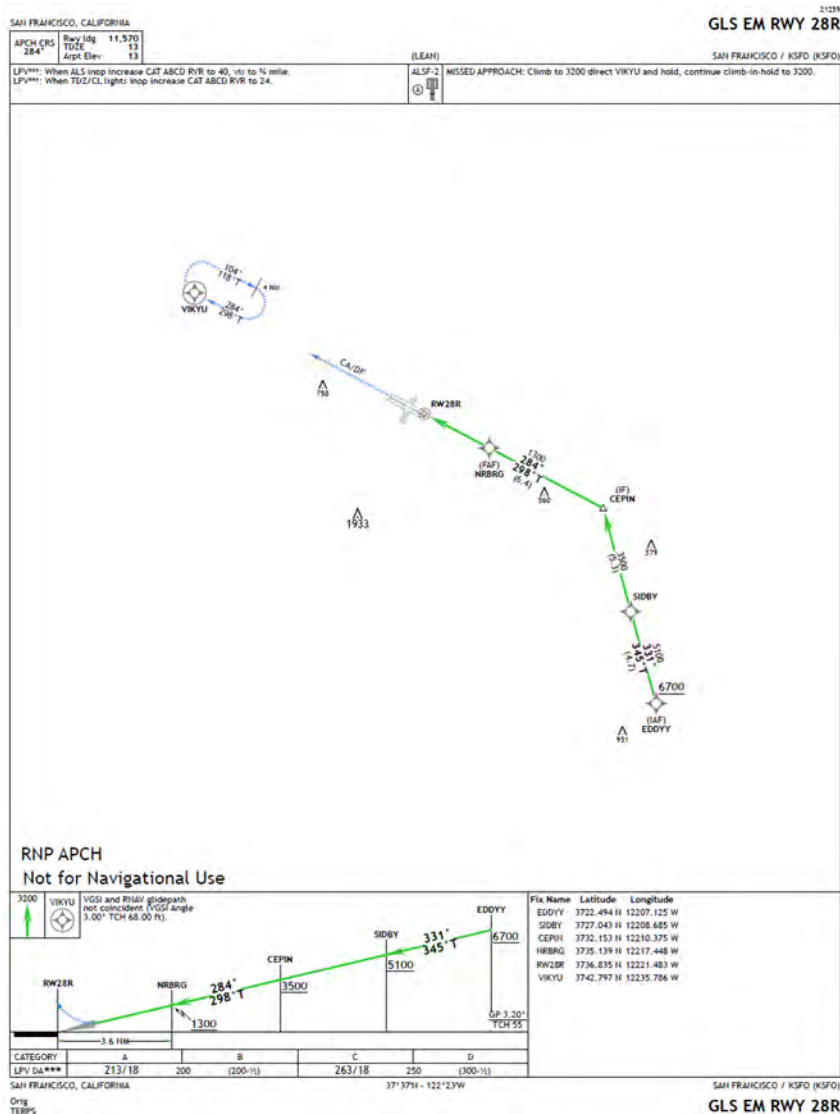 21259
SAN FRANCISCO, CALIFORNIA
GLS EM RWY 28R
APCH CRS
284°
Rwy ldg 11,570
TDZE 13
Arpt Elev 13
(LEAN)
SAN FRANCISCO / KSFO (KSFO)
LPV***: When ALS inop increase CAT ABCD RVR to 40, vis to ¾ mile.
LPV***: When TDZ/CL lights inop increase CAT ABCD RVR to 24.
ALSF-2
A
MISSED APPROACH: Climb to 3200 direct VIKYU and hold, continue climb-in-hold to 3200.
104°
118°T
4 NM
VIKYU
284°
298°T
CA/DF
758
RW28R
1300
284°
298°T
(6.4)
(FAF)
NRBRG
560
(IF)
CEPIN
1933
579
3500
(5.3)
SIDBY
5100
331°
345°T
(4.7)
6700
(IAF)
EDDYY
931
RNP APCH
Not for Navigational Use
3200
VIKYU
VGSI and RNAV glidepath
not coincident (VGSI Angle
3.00° TCH 68.00 ft).
EDDYY
SIDBY
331°
345°T
6700
5100
CEPIN
3500
RW28R
NRBRG
284°
298°T
1300
3.6 NM
GP 3.20°
TCH 55
Fix Name Latitude Longitude
EDDYY 3722.494 N 12207.125 W
SIDBY 3727.043 N 12208.685 W
CEPIN 3732.153 N 12210.375 W
NRBRG 3735.139 N 12217.448 W
RW28R 3736.835 N 12221.483 W
VIKYU 3742.797 N 12235.786 W
CATEGORY A B C D
LPV DA*** 213/18 200 (200-½) 263/18 250 (300-½)
SAN FRANCISCO, CALIFORNIA
37°37'N - 122°23'W
SAN FRANCISCO / KSFO (KSFO)
Orig
TERPS
GLS EM RWY 28R